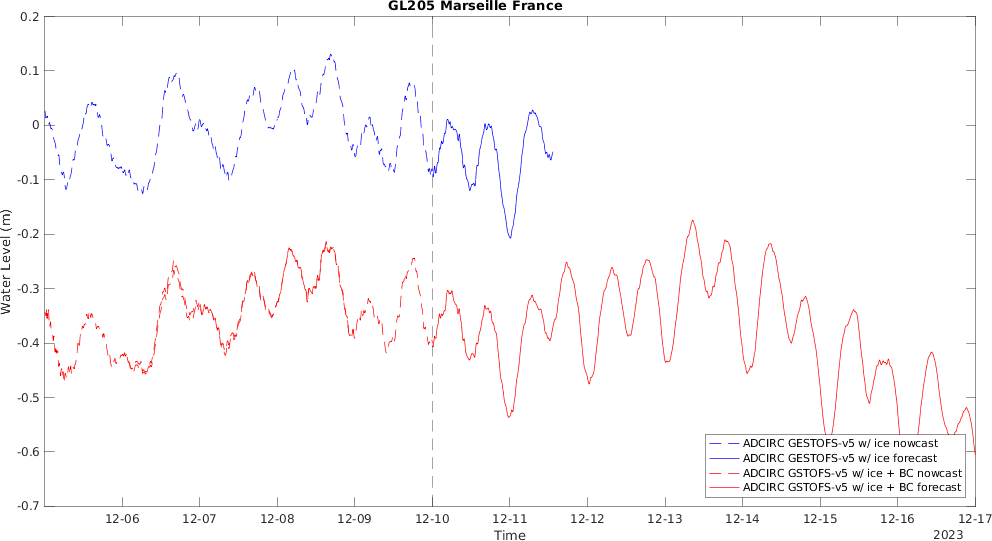 GL205 Marseille France
0.2
0.1
0
-0.1
-0.2
-0.3
-0.4
-0.5
-0.6
-0.7
Water Level (m)
12-06 12-07 12-08 12-09 12-10 12-11 12-12 12-13 12-14 12-15 12-16 12-17
Time
2023
ADCIRC GESTOFS-v5 w/ ice nowcast
ADCIRC GESTOFS-v5 w/ ice forecast
ADCIRC GSTOFS-v5 w/ ice + BC nowcast
ADCIRC GSTOFS-v5 w/ ice + BC forecast